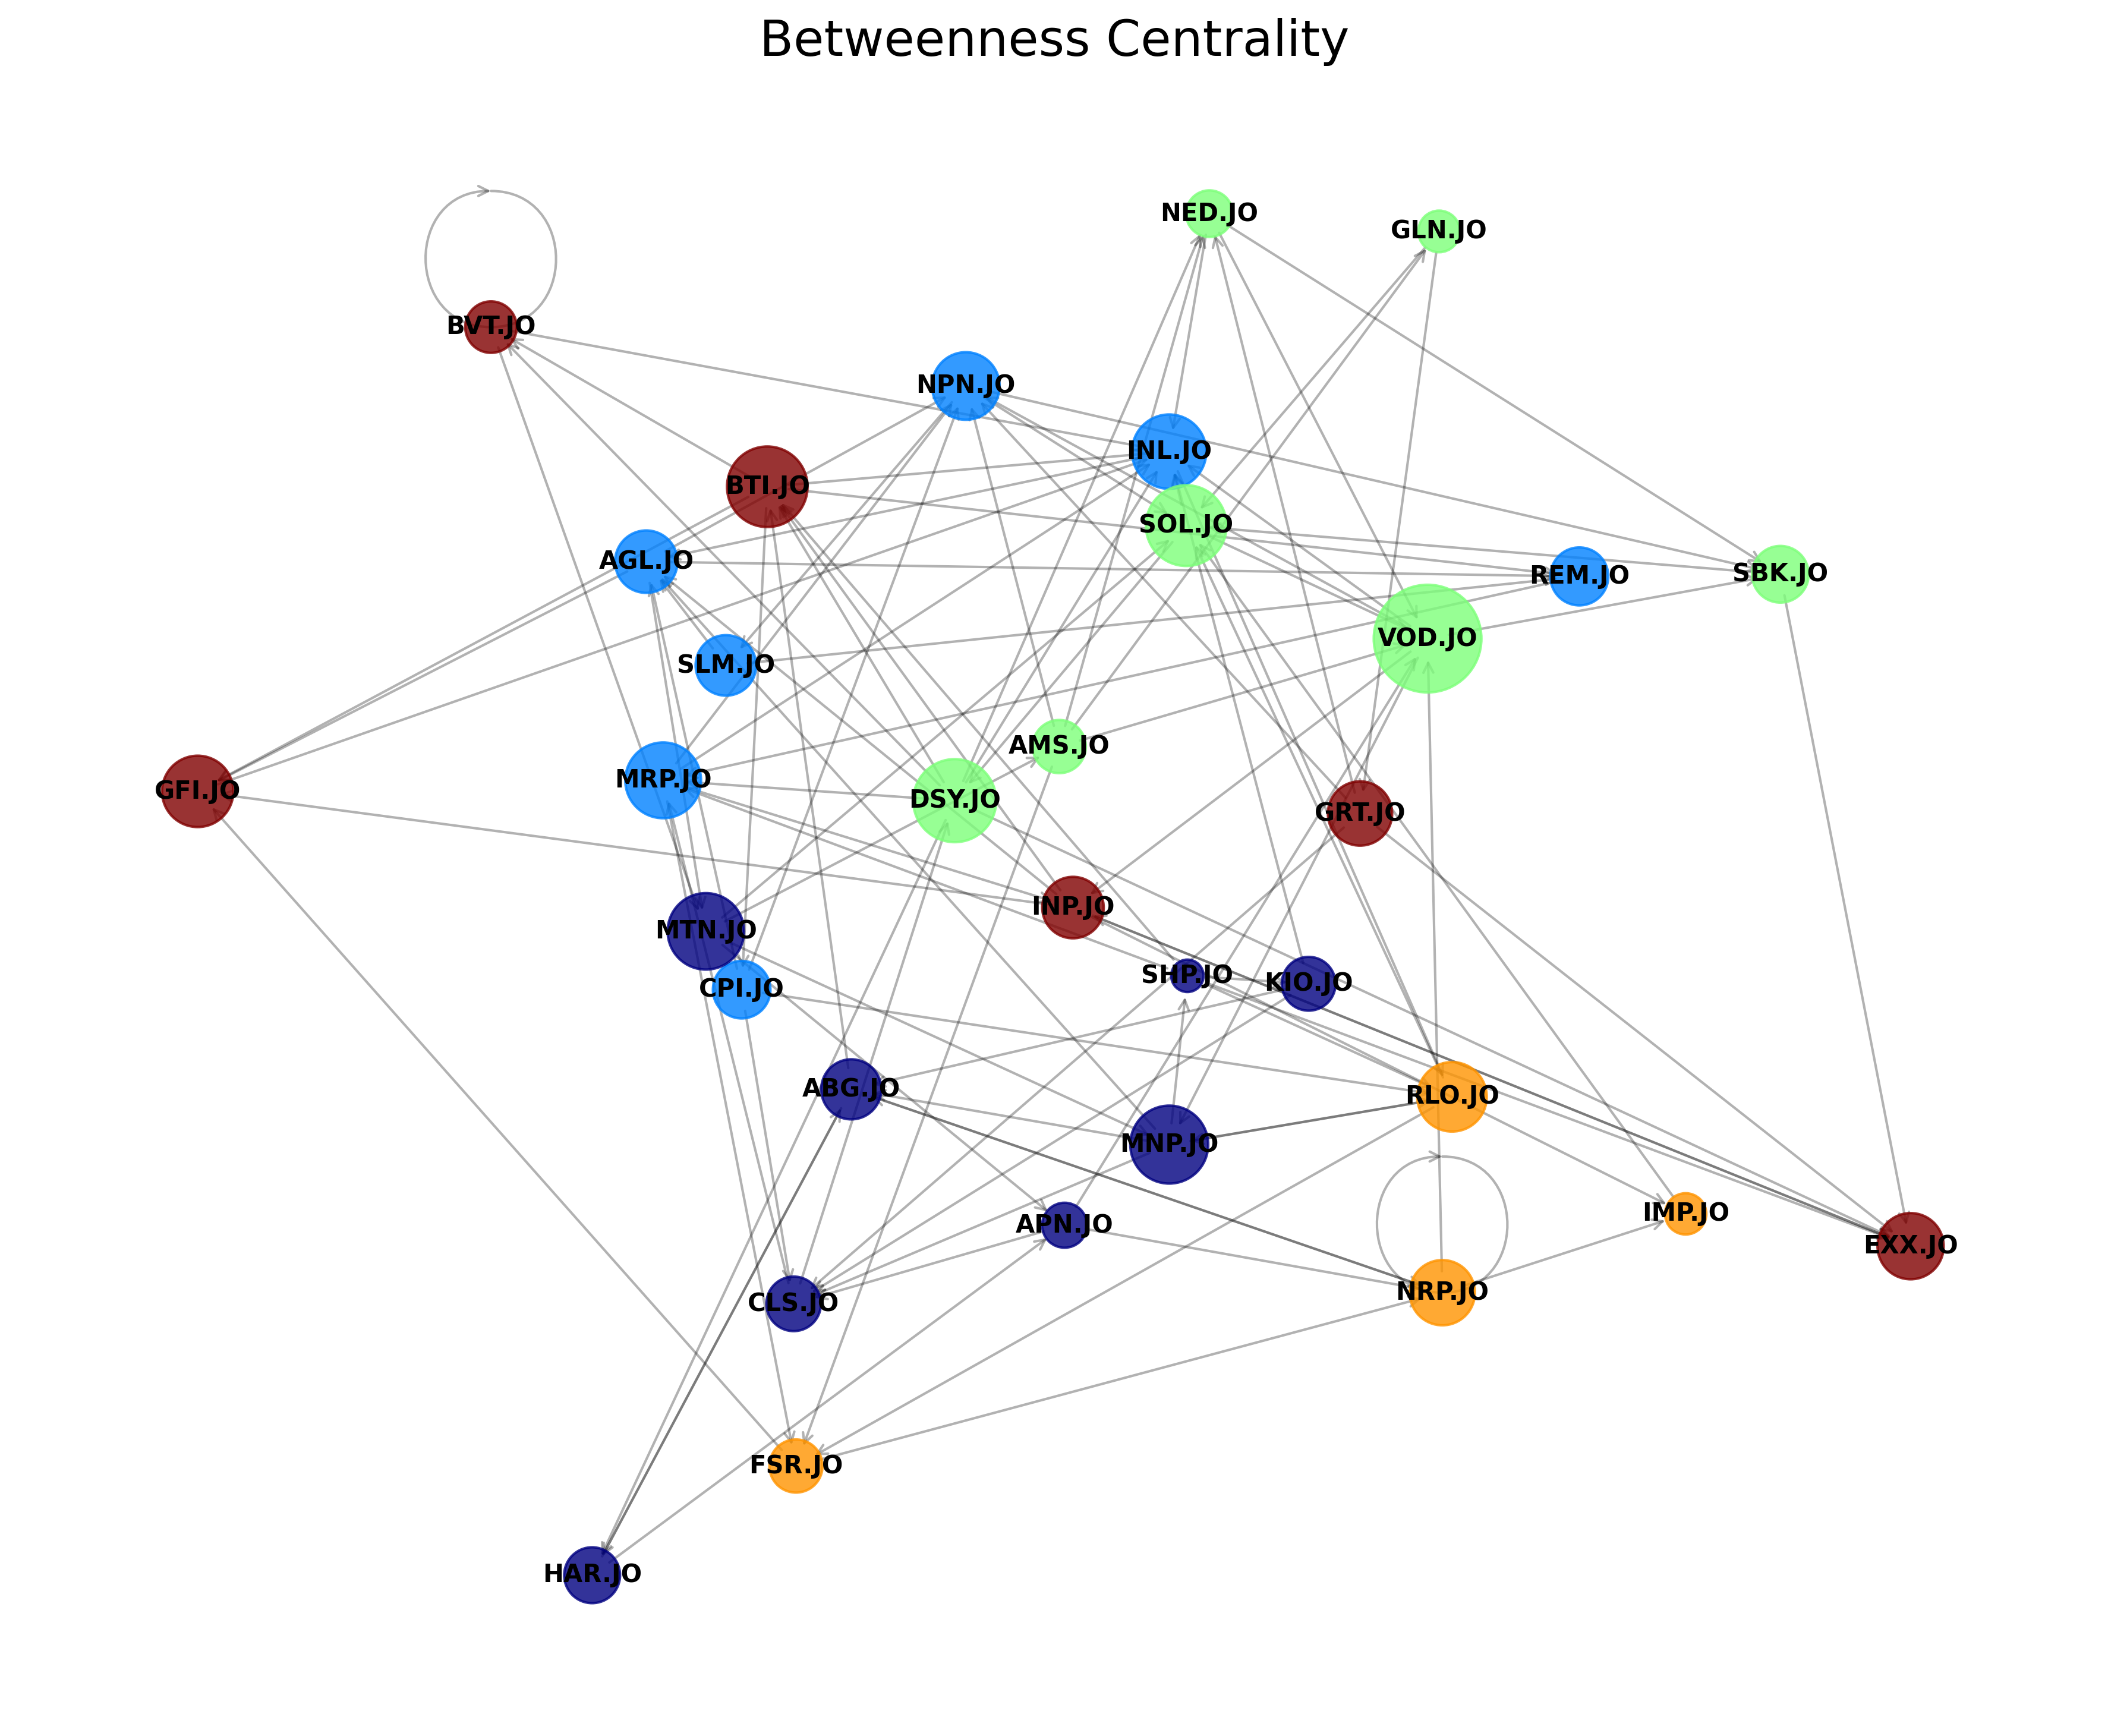 Betweenness Centrality
NED.JO
GLN.JO
BVT.JO
NPN.JO
INL.JO
BTI.JO
SOL.JO
AGL.JO
REM.JO
SBK.JO
VOD.JO
SLM.JO
AMS.JO
MRP.JO
GFI.JO
DSY.JO
GRT.JO
INP.JO
MTN.JO
SHP.JO
KIO.JO
CPI.JO
ABG.JO
RLO.JO
MNP.JO
IMP.JO
APN.JO
EXX.JO
NRP.JO
CLS.JO
FSR.JO
HAR.JO